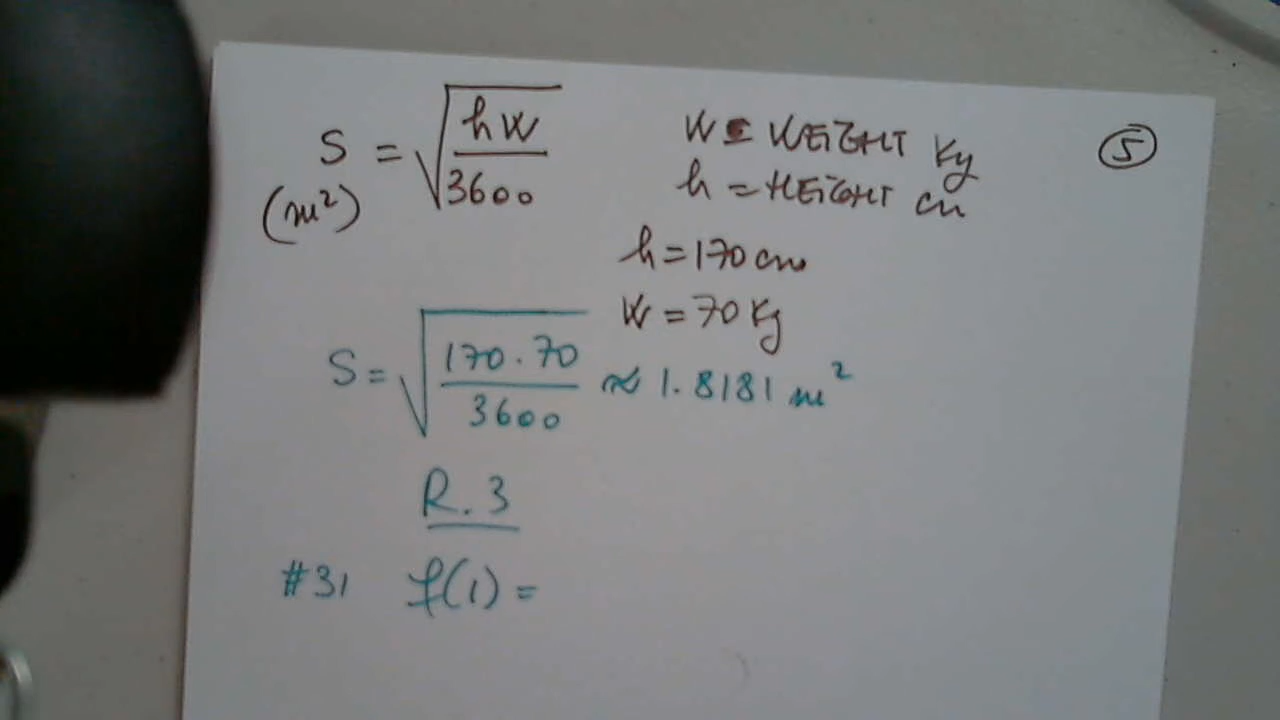 S = √(hW/3600)
(m²)
W = WEIGHT Kg
h = HEIGHT cm
⑤
h = 170 cm
W = 70 Kg
S = √(170·70/3600) ≈ 1.8181 m²
R.3
#31 f(1) =